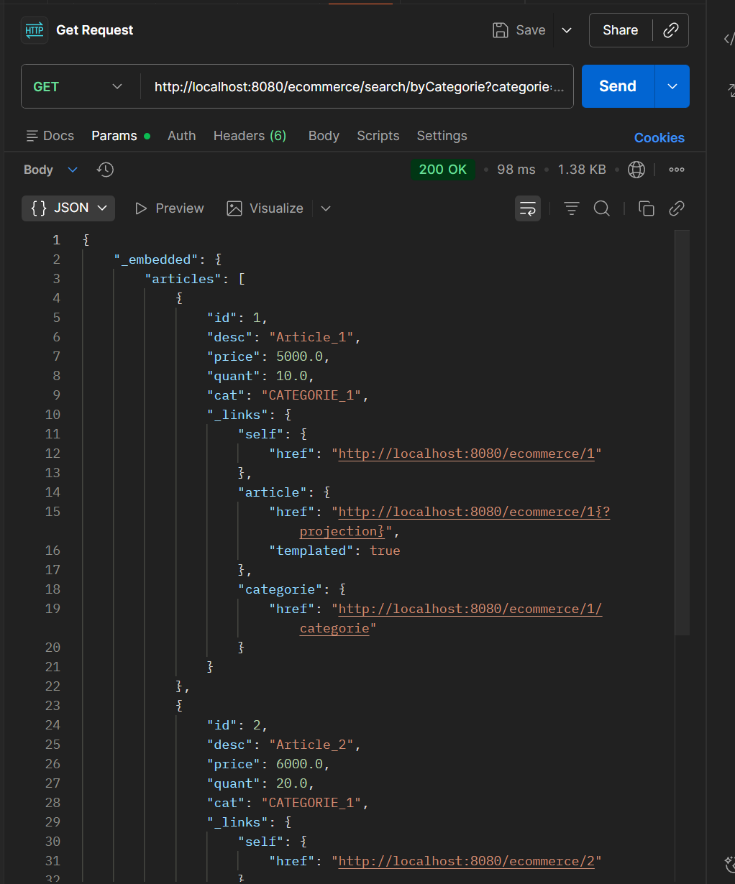 HTTP Get Request Save Share
GET http://localhost:8080/ecommerce/search/byCategorie?categorie=... Send
Docs Params Auth Headers (6) Body Scripts Settings Cookies
Body 200 OK 98 ms 1.38 KB
{} JSON Preview Visualize
1 {
2 "_embedded": {
3 "articles": [
4 {
5 "id": 1,
6 "desc": "Article_1",
7 "price": 5000.0,
8 "quant": 10.0,
9 "cat": "CATEGORIE_1",
10 "_links": {
11 "self": {
12 "href": "http://localhost:8080/ecommerce/1"
13 },
14 "article": {
15 "href": "http://localhost:8080/ecommerce/1{?
projection}",
16 "templated": true
17 },
18 "categorie": {
19 "href": "http://localhost:8080/ecommerce/1/
categorie"
20 }
21 }
22 },
23 {
24 "id": 2,
25 "desc": "Article_2",
26 "price": 6000.0,
27 "quant": 20.0,
28 "cat": "CATEGORIE_1",
29 "_links": {
30 "self": {
31 "href": "http://localhost:8080/ecommerce/2"
32 }